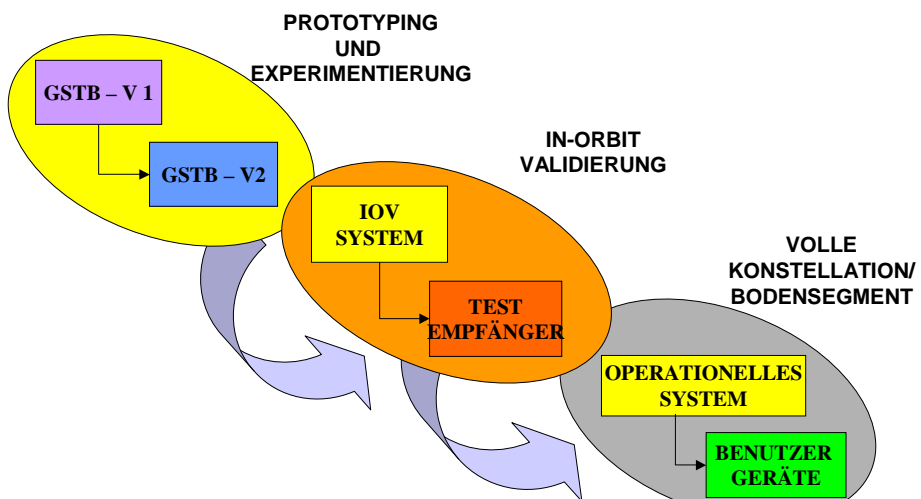 PROTOTYPING
UND
EXPERIMENTIERUNG
GSTB – V 1
GSTB – V2
IN-ORBIT
VALIDIERUNG
IOV
SYSTEM
TEST
EMPFÄNGER
VOLLE
KONSTELLATION/
BODENSEGMENT
OPERATIONELLES
SYSTEM
BENUTZER
GERÄTE